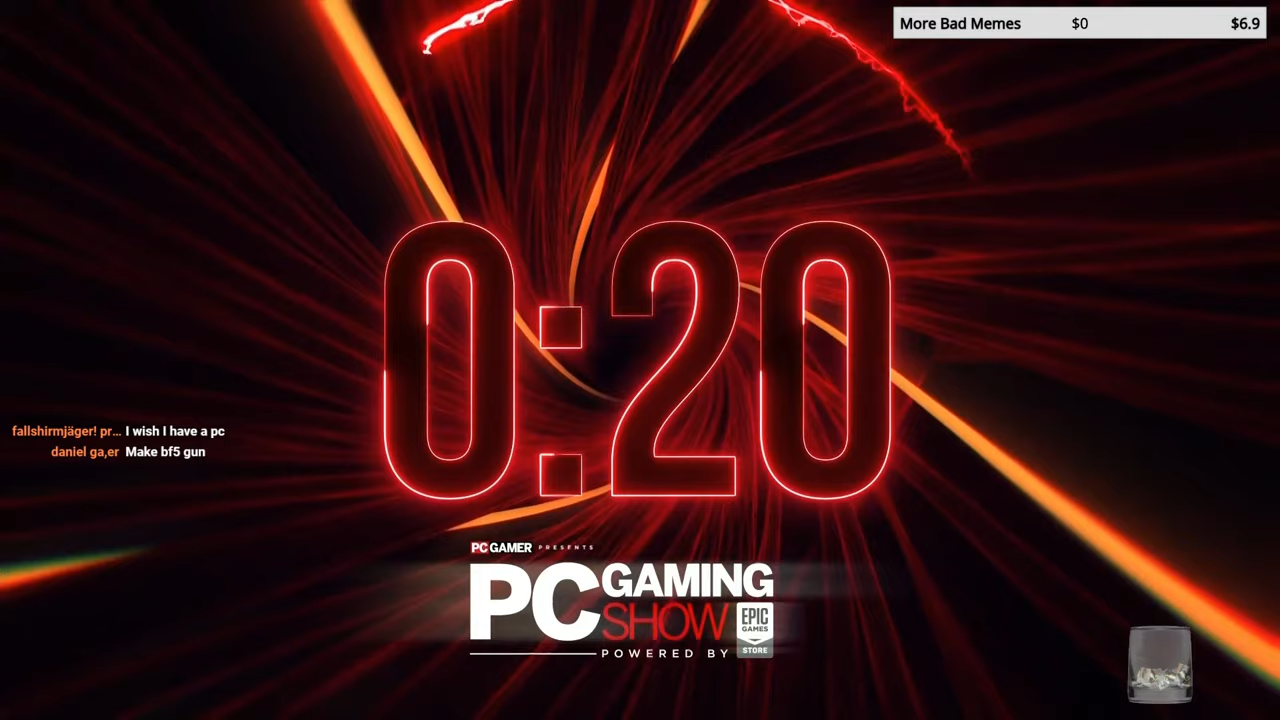 More Bad Memes $0 $6.9
0:20
fallshirmjäger! pr... I wish I have a pc
daniel ga,er Make bf5 gun
PC GAMER PRESENTS
PC GAMING
SHOW
EPIC
GAMES
STORE
POWERED BY